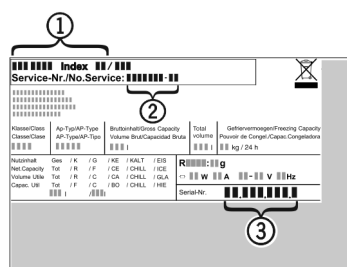 1
Index /
Service-Nr./No.Service: -
2
Klasse/Class Ap-Typ/AP-Type Bruttoinhalt/Gross Capacity Total Gefriervermoegen/Freezing Capacity
Classe/Clase AP-Type/AP-Tipo Volume Brut/Capacidad Bruta volume Pouvoir de Congel./Capac.Congeladora
l l kg / 24 h
Nutzinhalt Ges / K / G / KE / KALT / EIS
Net Capacity Tot / R / F / CE / CHILL / ICE
Volume Utile Tot / R / C / CA / CHILL / GLA
Capac. Util Tot / F / C / BO / CHILL / HIE
l / l
R : g
W A - V Hz
Serial-Nr.
3